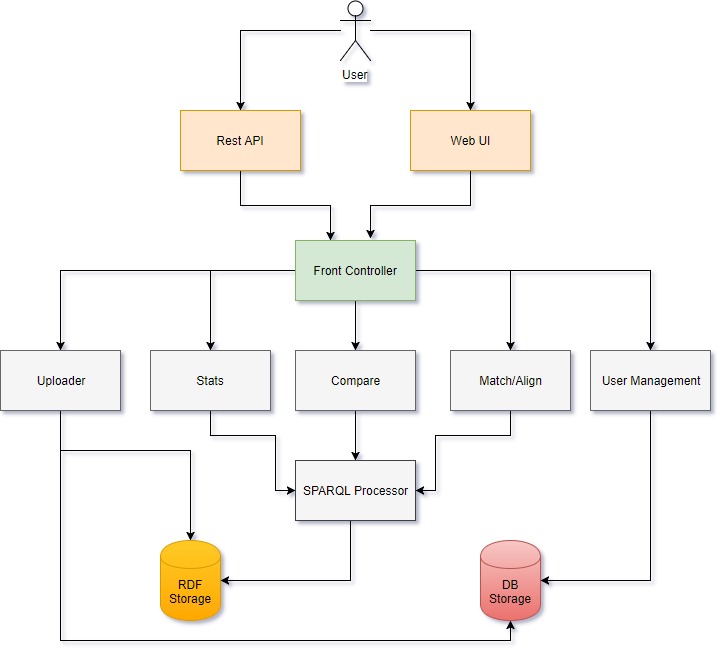 User
Rest API
Web UI
Front Controller
Uploader
Stats
Compare
Match/Align
User Management
SPARQL Processor
RDF
Storage
DB
Storage